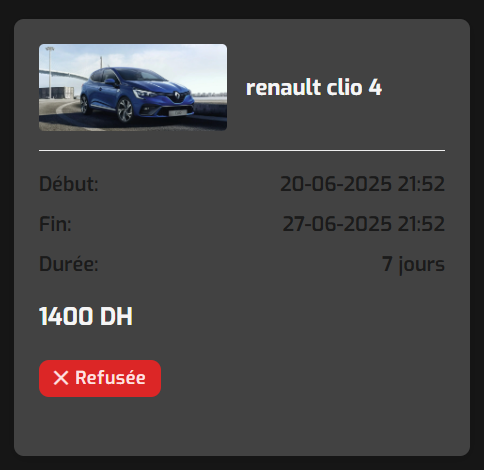 renault clio 4
Début: 20-06-2025 21:52
Fin: 27-06-2025 21:52
Durée: 7 jours
1400 DH
✕ Refusée